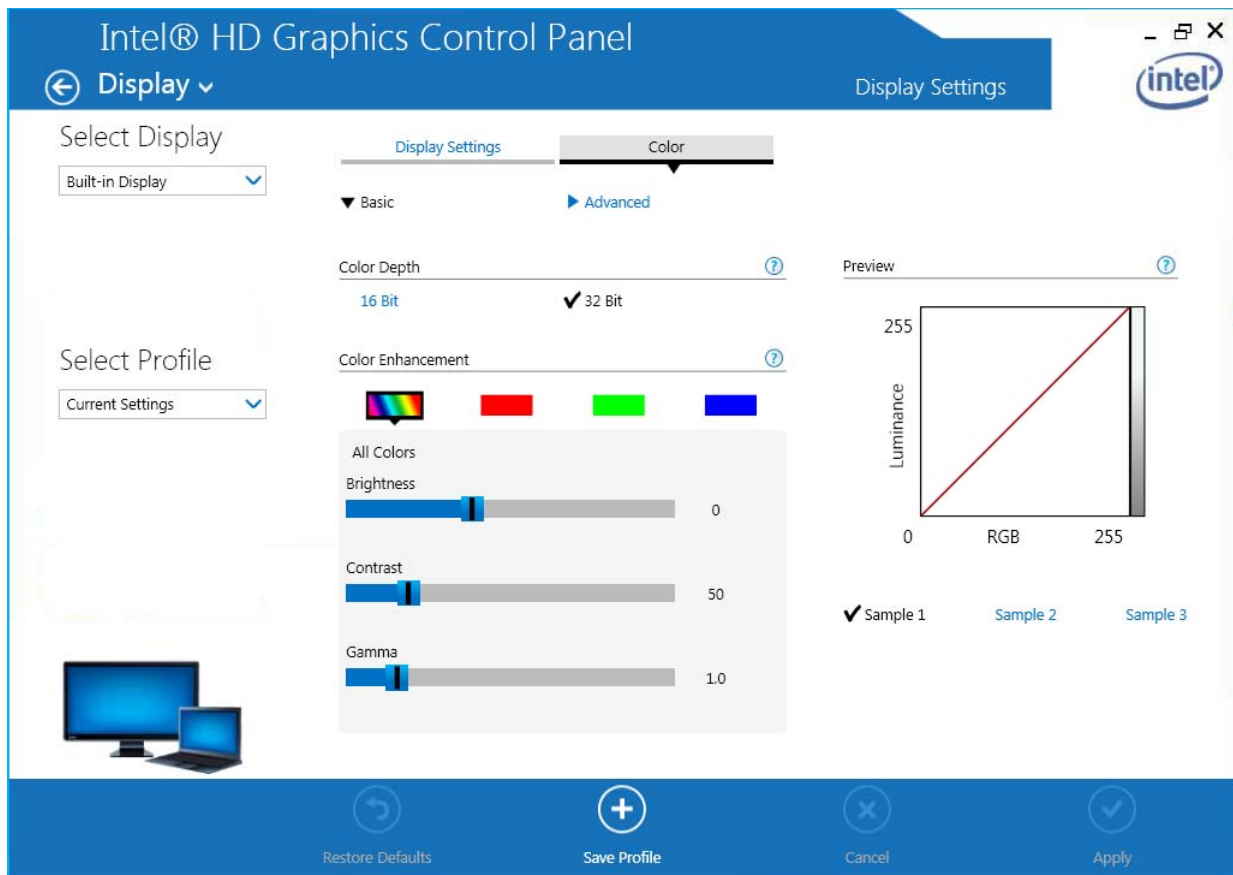 Intel® HD Graphics Control Panel
Display
Display Settings
intel
Select Display
Built-in Display
Display Settings
Color
Basic
Advanced
Color Depth
?
16 Bit
32 Bit
Select Profile
Current Settings
Color Enhancement
?
All Colors
Brightness
0
Contrast
50
Gamma
1.0
Preview
?
255
Luminance
0 RGB 255
Sample 1
Sample 2
Sample 3
Restore Defaults
Save Profile
Cancel
Apply